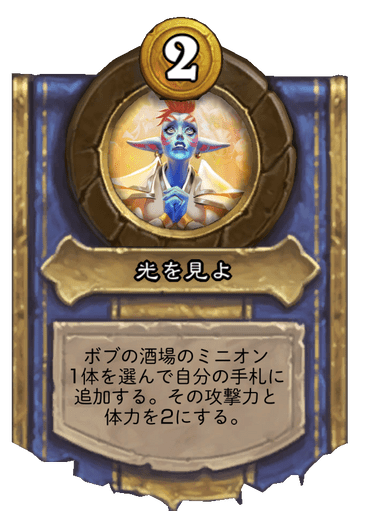 2
光を見よ
ボブの酒場のミニオン
1体を選んで自分の手札に
追加する。その攻撃力と
体力を2にする。